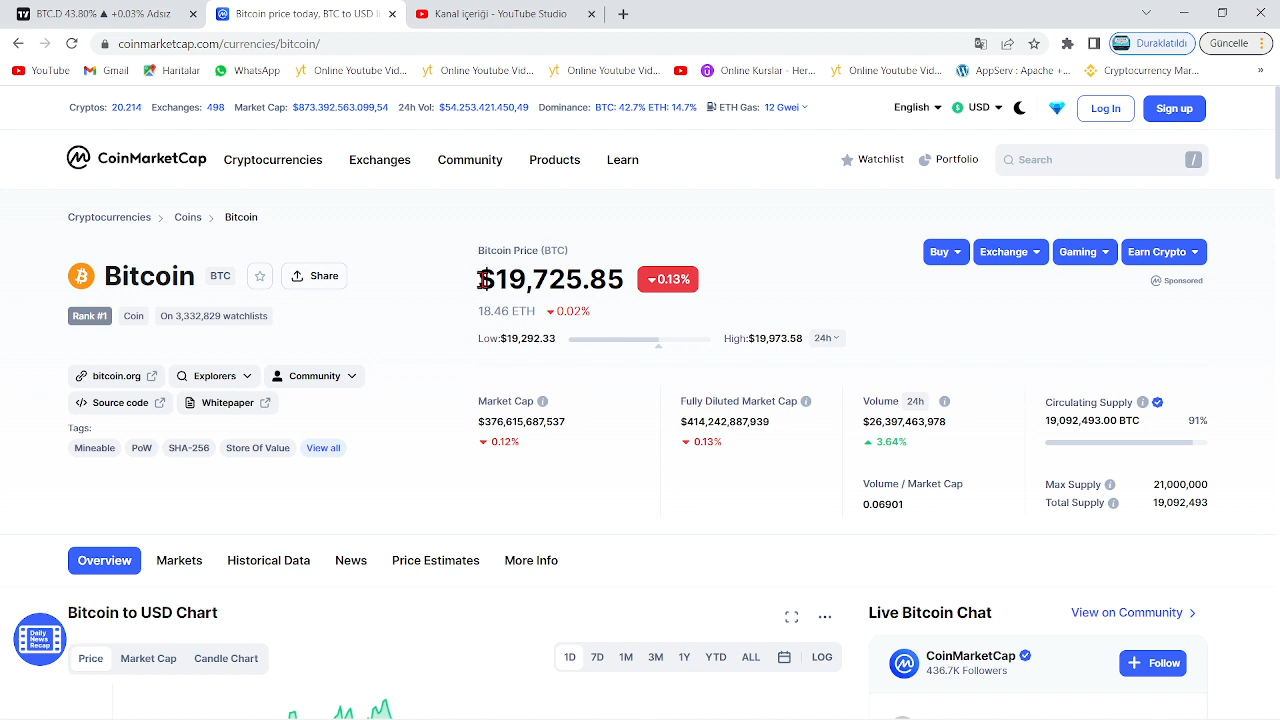 BTC.D 43.80% ▲ +0.03% Adsız
Bitcoin price today, BTC to USD li
Kanal içeriği - YouTube Studio
coinmarketcap.com/currencies/bitcoin/
Duraklatıldı
Güncelle
YouTube
Gmail
Haritalar
WhatsApp
Online Youtube Vid...
Online Youtube Vid...
Online Youtube Vid...
Online Kurslar - Her...
Online Youtube Vid...
AppServ : Apache +...
Cryptocurrency Mar...
»
Cryptos: 20.214 Exchanges: 498 Market Cap: $873.392.563.099,54 24h Vol: $54.253.421.450,49 Dominance: BTC: 42.7% ETH: 14.7% ETH Gas: 12 Gwei
English USD
Log In
Sign up
CoinMarketCap
Cryptocurrencies Exchanges Community Products Learn
Watchlist Portfolio
Search /
Cryptocurrencies > Coins > Bitcoin
Bitcoin BTC
Share
Rank #1 Coin On 3,332,829 watchlists
bitcoin.org Explorers Community
Source code Whitepaper
Tags:
Mineable PoW SHA-256 Store Of Value View all
Bitcoin Price (BTC)
$19,725.85 0.13%
18.46 ETH 0.02%
Low:$19,292.33 High:$19,973.58 24h
Buy Exchange Gaming Earn Crypto
Sponsored
Market Cap
$376,615,687,537
0.12%
Fully Diluted Market Cap
$414,242,887,939
0.13%
Volume 24h
$26,397,463,978
3.64%
Volume / Market Cap
0.06901
Circulating Supply
19,092,493.00 BTC 91%
Max Supply 21,000,000
Total Supply 19,092,493
Overview Markets Historical Data News Price Estimates More Info
Bitcoin to USD Chart
Daily
News
Recap
Price Market Cap Candle Chart
1D 7D 1M 3M 1Y YTD ALL LOG
Live Bitcoin Chat
View on Community >
CoinMarketCap
436.7K Followers
+ Follow